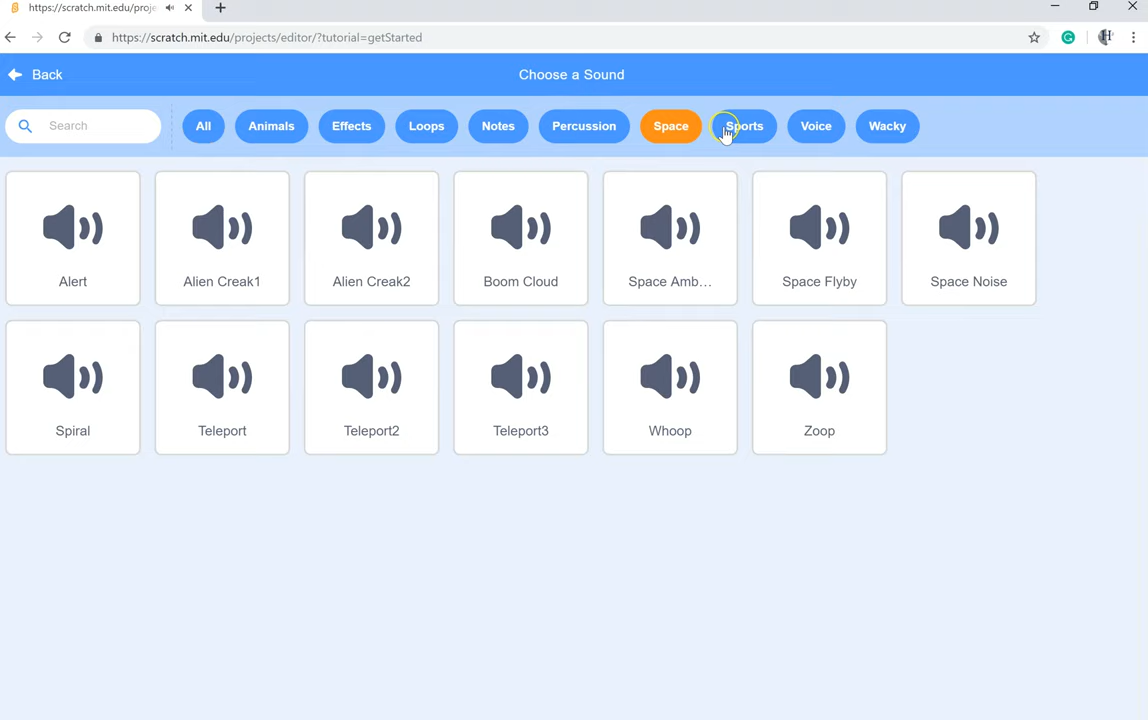 https://scratch.mit.edu/proje
https://scratch.mit.edu/projects/editor/?tutorial=getStarted
Back
Choose a Sound
Search
All
Animals
Effects
Loops
Notes
Percussion
Space
Sports
Voice
Wacky
Alert
Alien Creak1
Alien Creak2
Boom Cloud
Space Amb...
Space Flyby
Space Noise
Spiral
Teleport
Teleport2
Teleport3
Whoop
Zoop